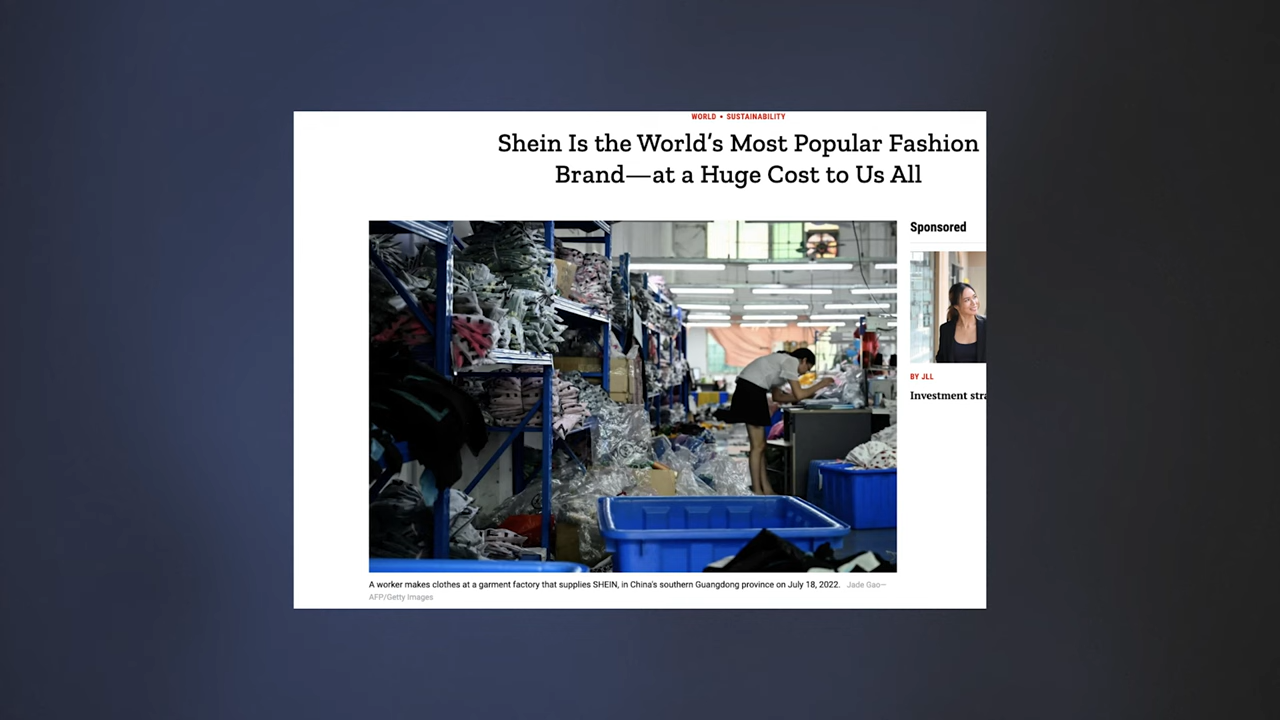 WORLD • SUSTAINABILITY
Shein Is the World's Most Popular Fashion
Brand—at a Huge Cost to Us All
Sponsored
BY JLL
Investment stra
A worker makes clothes at a garment factory that supplies SHEIN, in China's southern Guangdong province on July 18, 2022. Jade Gao—
AFP/Getty Images